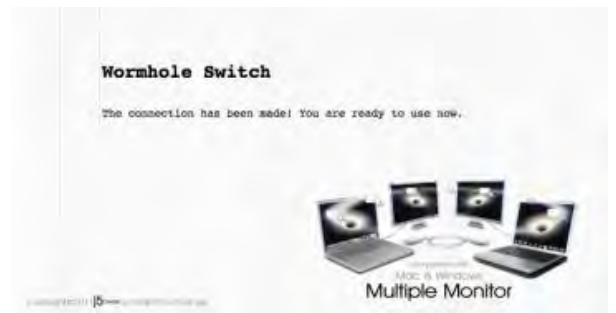 Wormhole Switch
The connection has been made! You are ready to use now.
Mac & Windows
Multiple Monitor